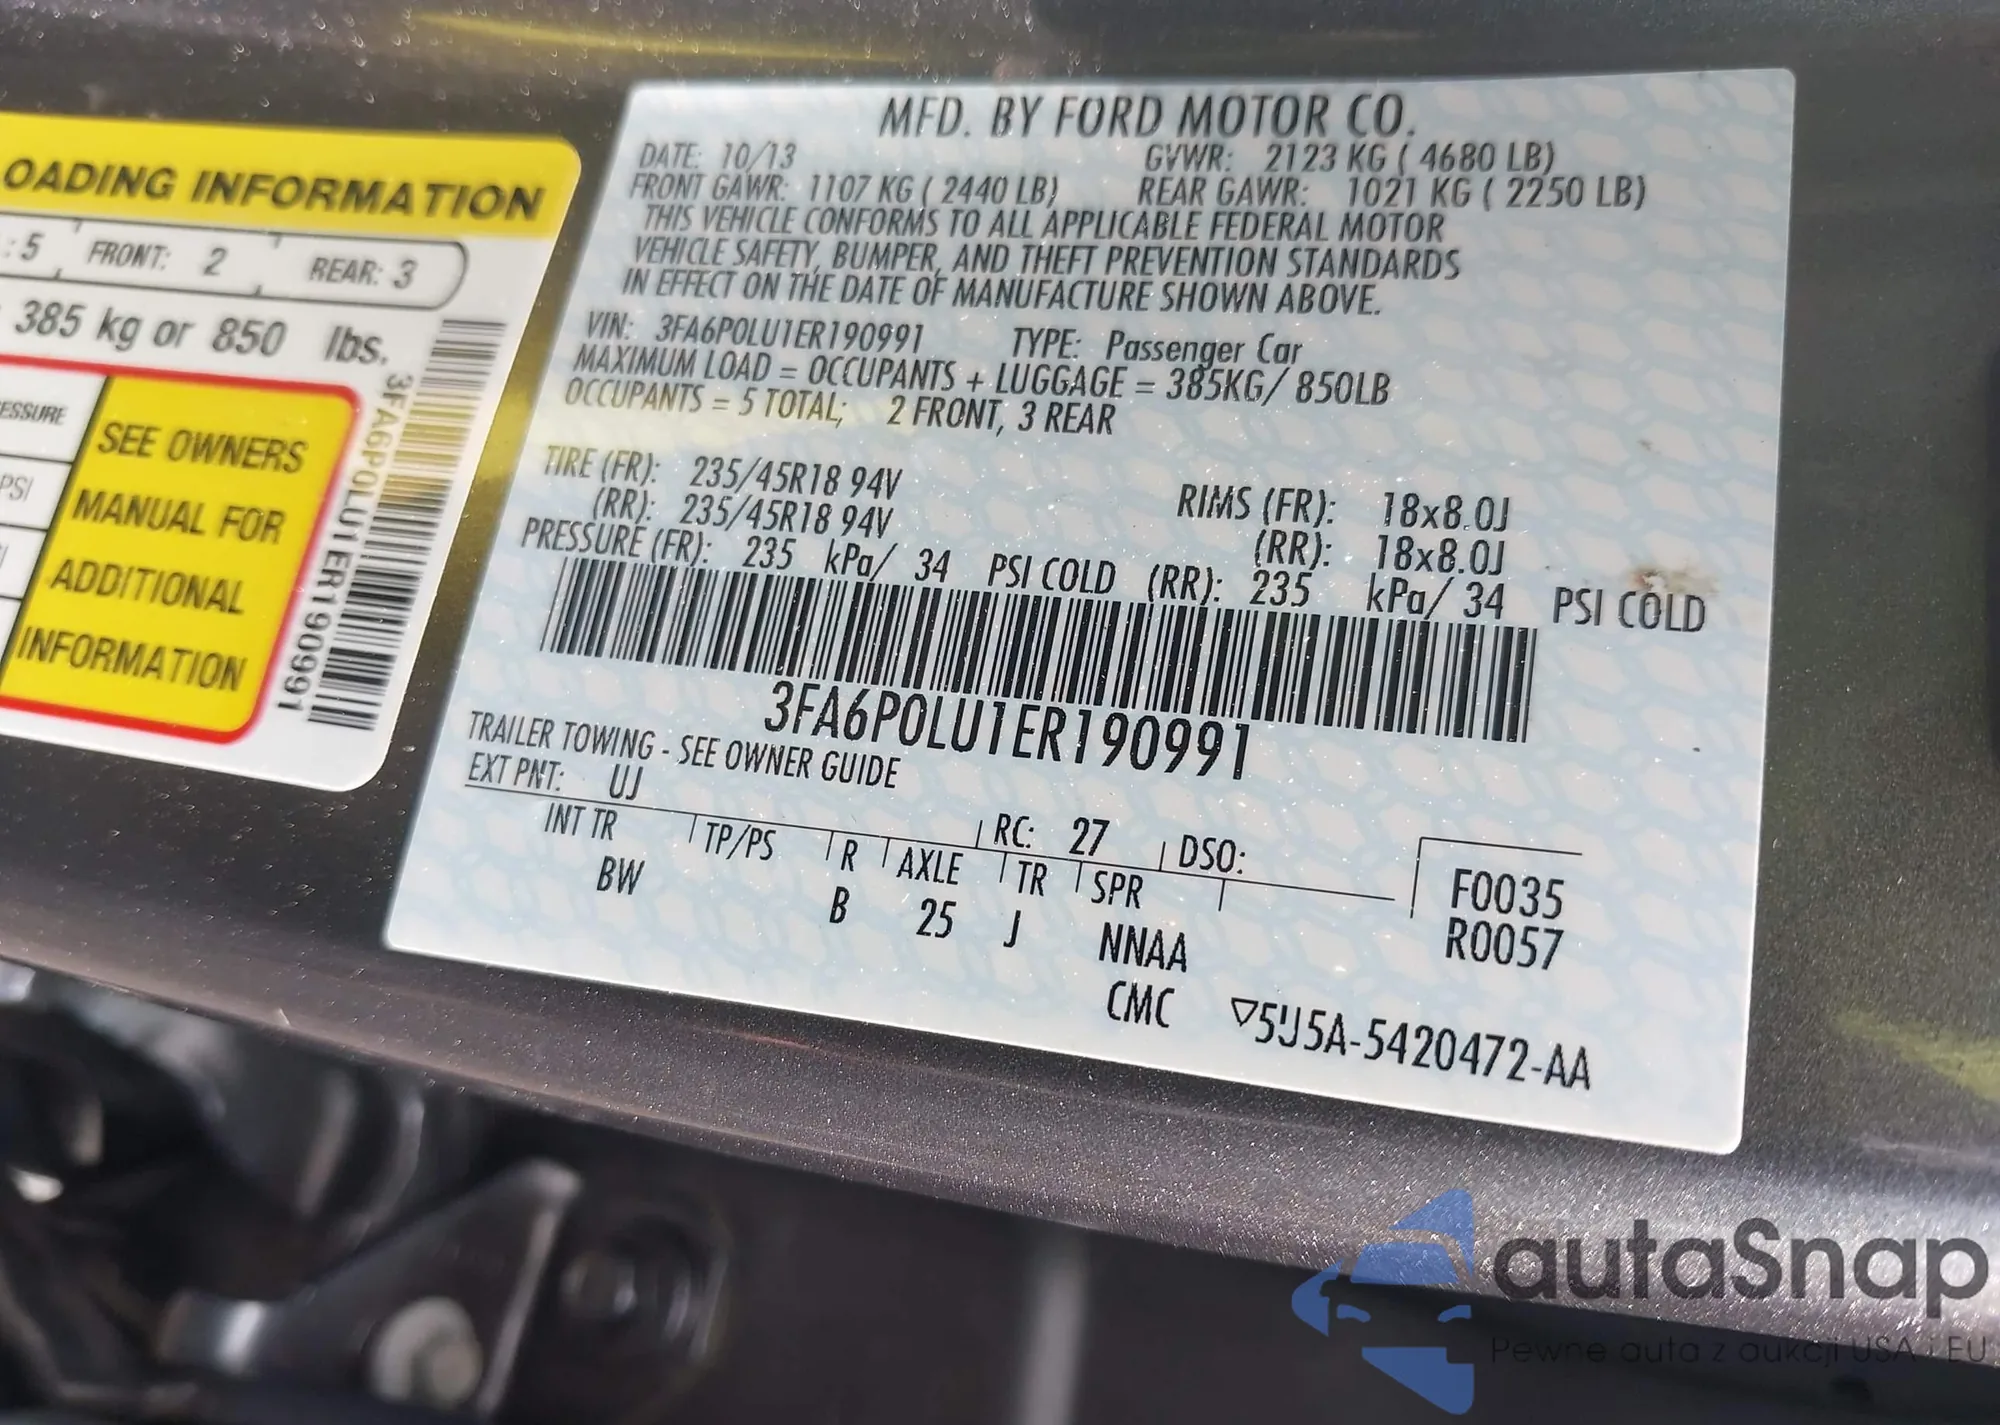 OADING INFORMATION
: 5 FRONT: 2 REAR: 3
385 kg or 850 lbs.
ESSURE
PSI
SEE OWNERS
MANUAL FOR
ADDITIONAL
INFORMATION
3FA6P0LU1ER190991
MFD. BY FORD MOTOR CO.
DATE: 10/13 GVWR: 2123 KG ( 4680 LB)
FRONT GAWR: 1107 KG ( 2440 LB) REAR GAWR: 1021 KG ( 2250 LB)
THIS VEHICLE CONFORMS TO ALL APPLICABLE FEDERAL MOTOR
VEHICLE SAFETY, BUMPER, AND THEFT PREVENTION STANDARDS
IN EFFECT ON THE DATE OF MANUFACTURE SHOWN ABOVE.
VIN: 3FA6P0LU1ER190991 TYPE: Passenger Car
MAXIMUM LOAD = OCCUPANTS + LUGGAGE = 385KG/ 850LB
OCCUPANTS = 5 TOTAL; 2 FRONT, 3 REAR
TIRE (FR): 235/45R18 94V RIMS (FR): 18x8.0J
(RR): 235/45R18 94V (RR): 18x8.0J
PRESSURE (FR): 235 kPa/ 34 PSI COLD (RR): 235 kPa/ 34 PSI COLD
3FA6P0LU1ER190991
TRAILER TOWING - SEE OWNER GUIDE
EXT PNT: UJ RC: 27 DSO:
INT TR TP/PS R AXLE TR SPR F0035
BW B 25 J NNAA R0057
CMC ▽5U5A-5420472-AA
autaSnap
Pewne auta z aukcji USA i EU